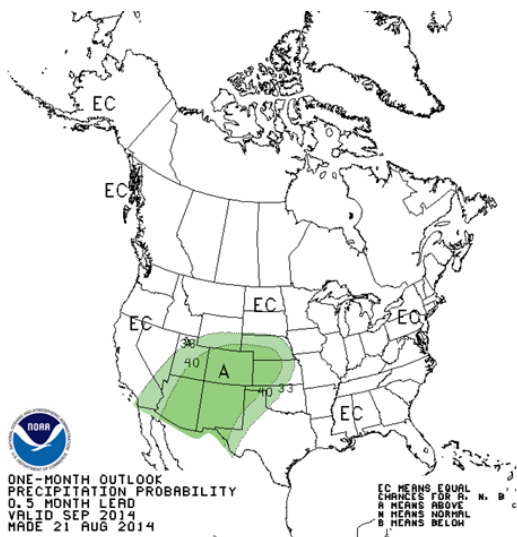 EC
EC
EC
EC
EC
33
40
A
40 33
EC
NOAA
ONE-MONTH OUTLOOK
PRECIPITATION PROBABILITY
0.5 MONTH LEAD
VALID SEP 2014
MADE 21 AUG 2014
EC MEANS EQUAL
CHANCES FOR A, N, B
A MEANS ABOVE
N MEANS NORMAL
B MEANS BELOW